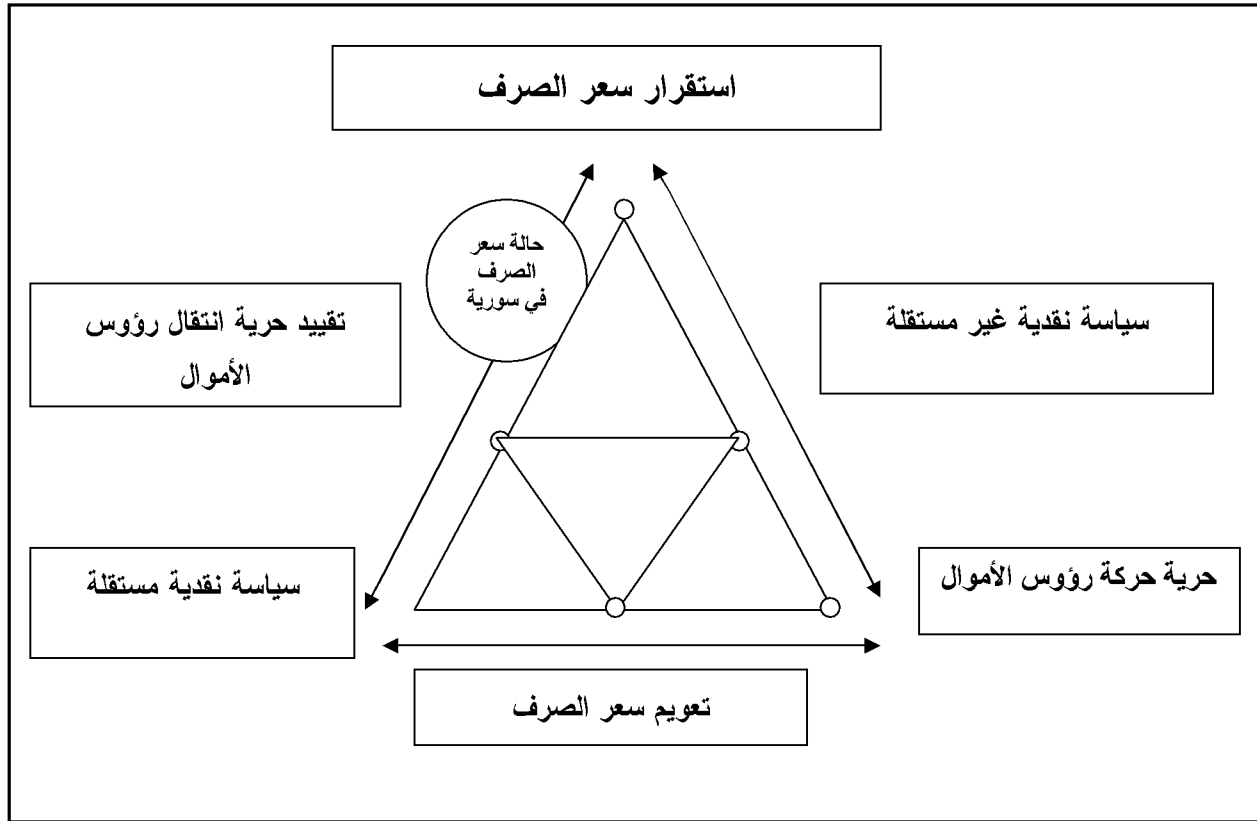 استقرار سعر الصرف
حالة سعر
الصرف
في سورية
سياسة نقدية غير مستقلة
تقييد حرية انتقال رؤوس
الأموال
حرية حركة رؤوس الأموال
سياسة نقدية مستقلة
تعويم سعر الصرف